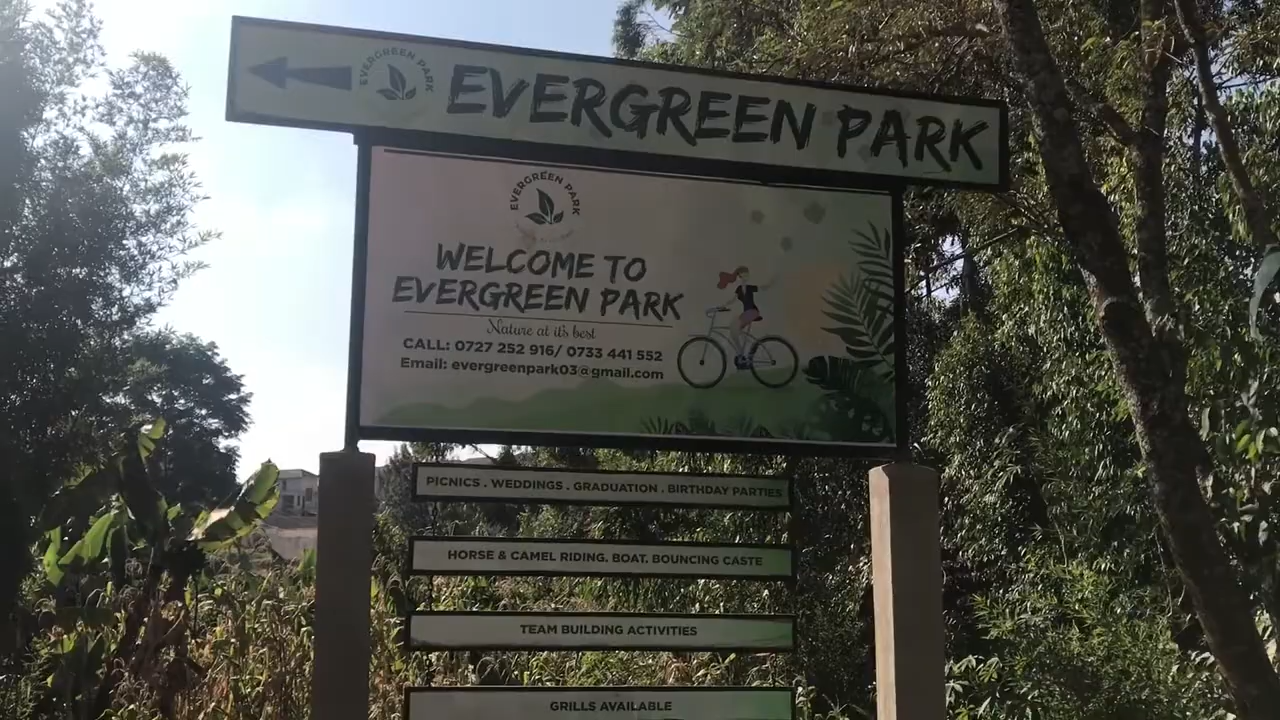 EVERGREEN PARK
EVERGREEN PARK
EVERGREEN PARK
WELCOME TO
EVERGREEN PARK
Nature at it's best
CALL: 0727 252 916/ 0733 441 552
Email: evergreenpark03@gmail.com
PICNICS . WEDDINGS . GRADUATION . BIRTHDAY PARTIES
HORSE & CAMEL RIDING, BOAT, BOUNCING CASTE
TEAM BUILDING ACTIVITIES
GRILLS AVAILABLE